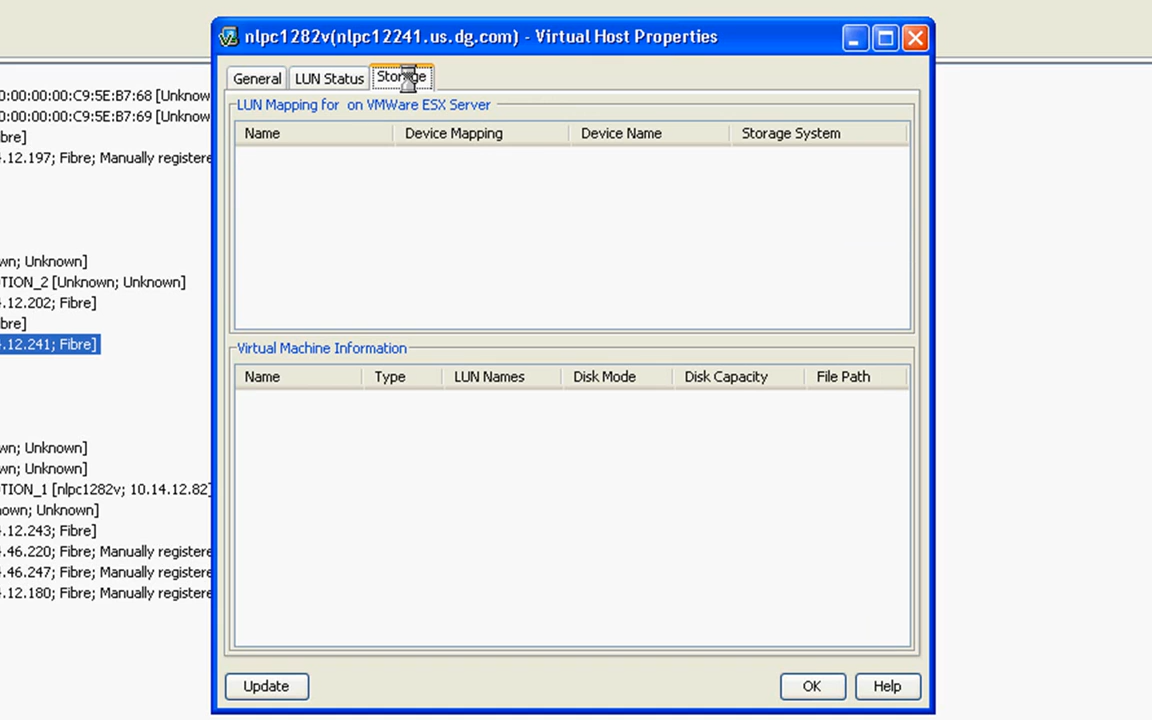 nlpc1282v(nlpc12241.us.dg.com) - Virtual Host Properties
General LUN Status Storage
0:00:00:00:C9:5E:B7:68 [Unknow
0:00:00:00:C9:5E:B7:69 [Unknow
bre]
.12.197; Fibre; Manually registere
wn; Unknown]
TION_2 [Unknown; Unknown]
.12.202; Fibre]
bre]
.12.241; Fibre]
wn; Unknown]
wn; Unknown]
TION_1 [nlpc1282v; 10.14.12.82]
nown; Unknown]
.12.243; Fibre]
.46.220; Fibre; Manually registere
.46.247; Fibre; Manually registere
.12.180; Fibre; Manually registere
LUN Mapping for on VMWare ESX Server
Name Device Mapping Device Name Storage System
Virtual Machine Information
Name Type LUN Names Disk Mode Disk Capacity File Path
Update OK Help